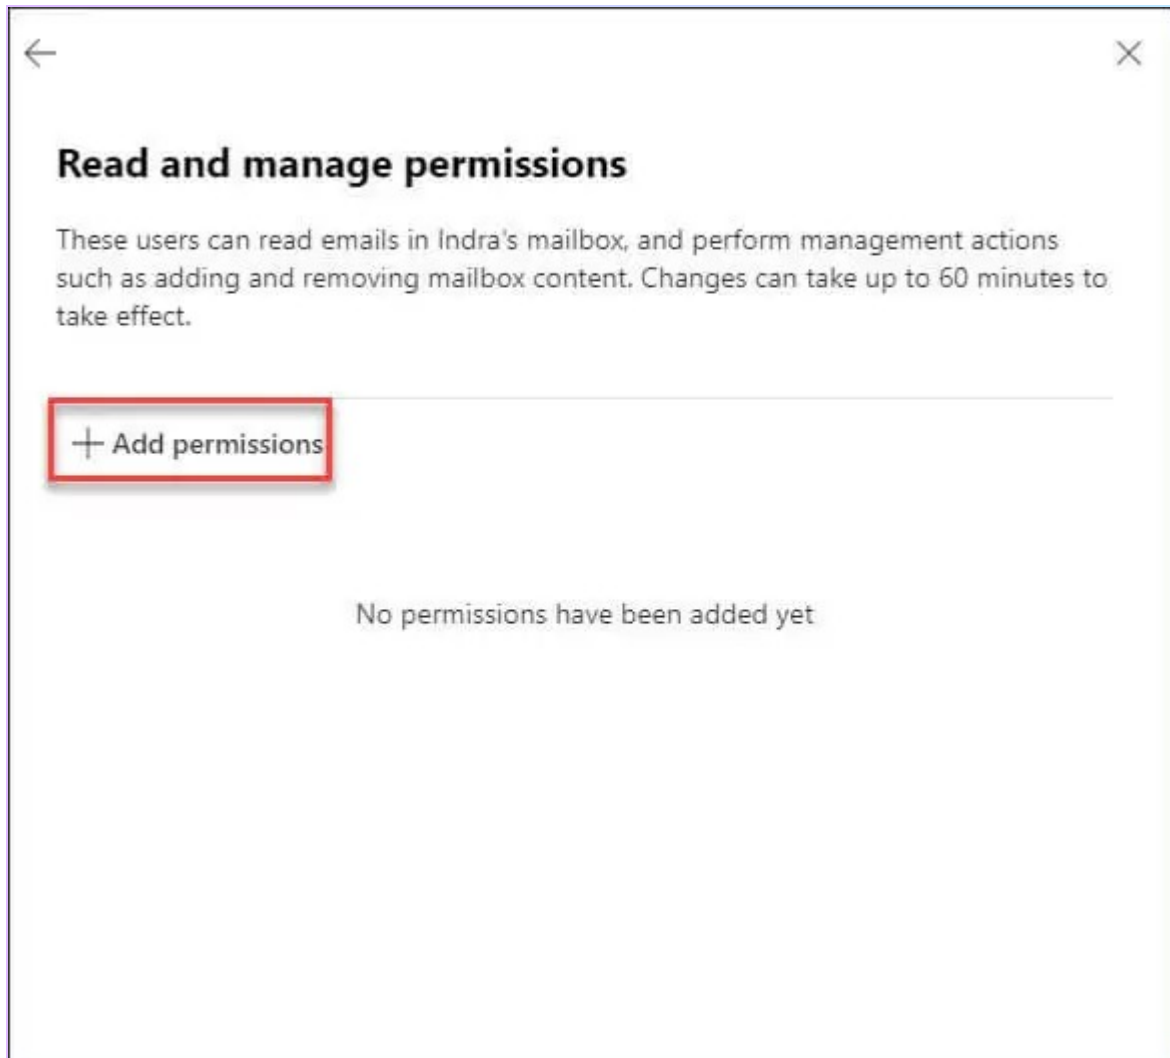 Read and manage permissions
These users can read emails in Indra's mailbox, and perform management actions
such as adding and removing mailbox content. Changes can take up to 60 minutes to
take effect.
Add permissions
No permissions have been added yet